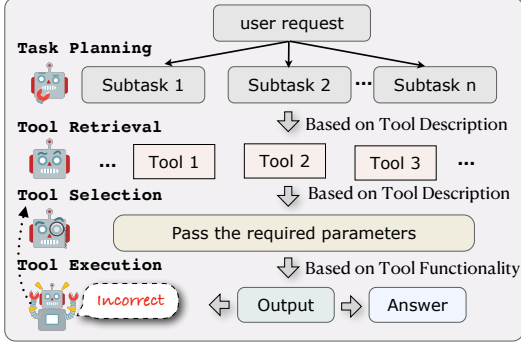 user request
Task Planning
Subtask 1 Subtask 2 ... Subtask n
Based on Tool Description
Tool Retrieval
... Tool 1 Tool 2 Tool 3 ...
Tool Selection
Based on Tool Description
Pass the required parameters
Tool Execution
Based on Tool Functionality
Incorrect Output Answer